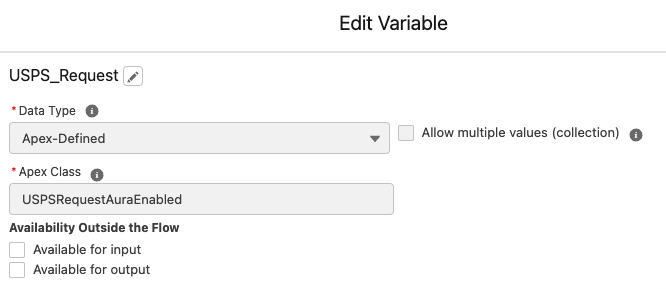 Edit Variable
USPS_Request
* Data Type
Apex-Defined
Allow multiple values (collection)
* Apex Class
USPSRequestAuraEnabled
Availability Outside the Flow
Available for input
Available for output